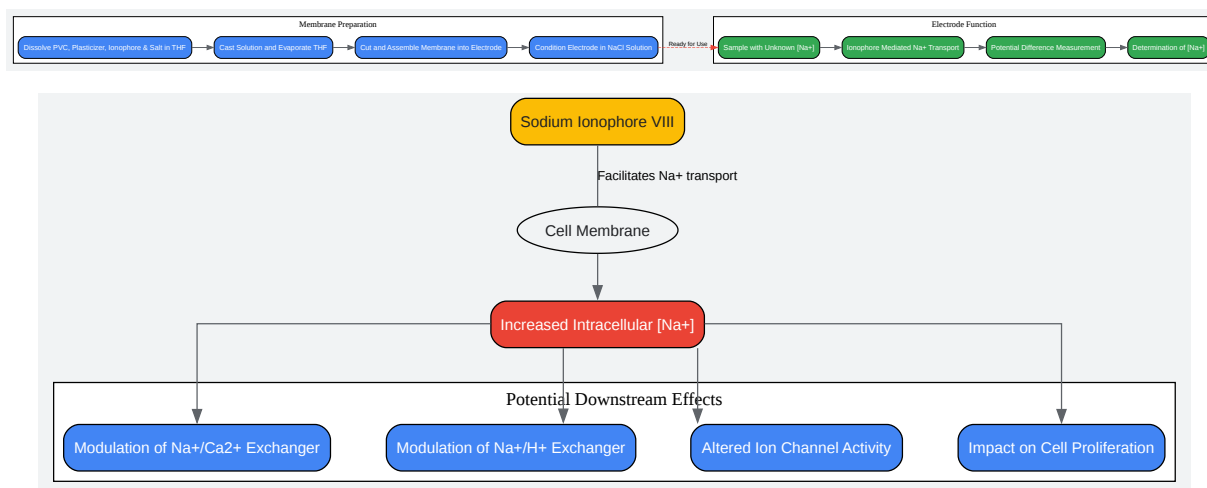 Membrane Preparation
Dissolve PVC, Plasticizer, Ionophore & Salt in THF
Cast Solution and Evaporate THF
Cut and Assemble Membrane into Electrode
Condition Electrode in NaCl Solution
Ready for Use
Electrode Function
Sample with Unknown [Na+]
Ionophore Mediated Na+ Transport
Potential Difference Measurement
Determination of [Na+]
Sodium Ionophore VIII
Facilitates Na+ transport
Cell Membrane
Increased Intracellular [Na+]
Potential Downstream Effects
Modulation of Na+/Ca2+ Exchanger
Modulation of Na+/H+ Exchanger
Altered Ion Channel Activity
Impact on Cell Proliferation